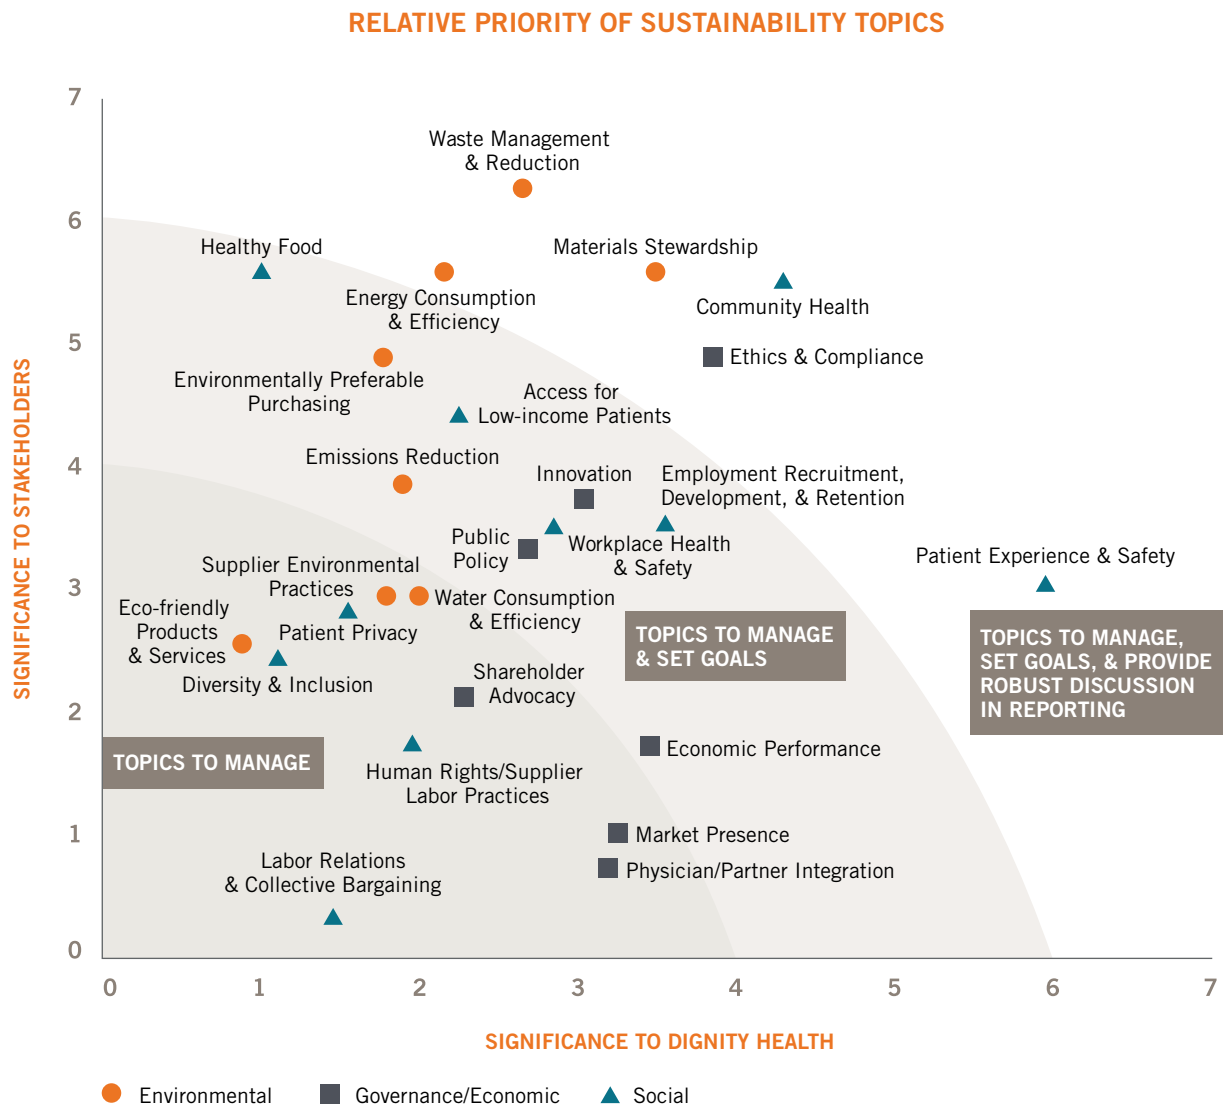 RELATIVE PRIORITY OF SUSTAINABILITY TOPICS
7
6
5
4
3
2
1
0
SIGNIFICANCE TO STAKEHOLDERS
Waste Management
& Reduction
Healthy Food
Materials Stewardship
Energy Consumption
& Efficiency
Community Health
Ethics & Compliance
Environmentally Preferable
Purchasing
Access for
Low-income Patients
Emissions Reduction
Innovation
Employment Recruitment,
Development, & Retention
Public
Policy
Workplace Health
& Safety
Patient Experience & Safety
Supplier Environmental
Practices
Water Consumption
& Efficiency
Eco-friendly
Products
& Services
Patient Privacy
Diversity & Inclusion
TOPICS TO MANAGE
& SET GOALS
TOPICS TO MANAGE,
SET GOALS, & PROVIDE
ROBUST DISCUSSION
IN REPORTING
Shareholder
Advocacy
TOPICS TO MANAGE
Economic Performance
Human Rights/Supplier
Labor Practices
Market Presence
Physician/Partner Integration
Labor Relations
& Collective Bargaining
0 1 2 3 4 5 6 7
SIGNIFICANCE TO DIGNITY HEALTH
Environmental
Governance/Economic
Social